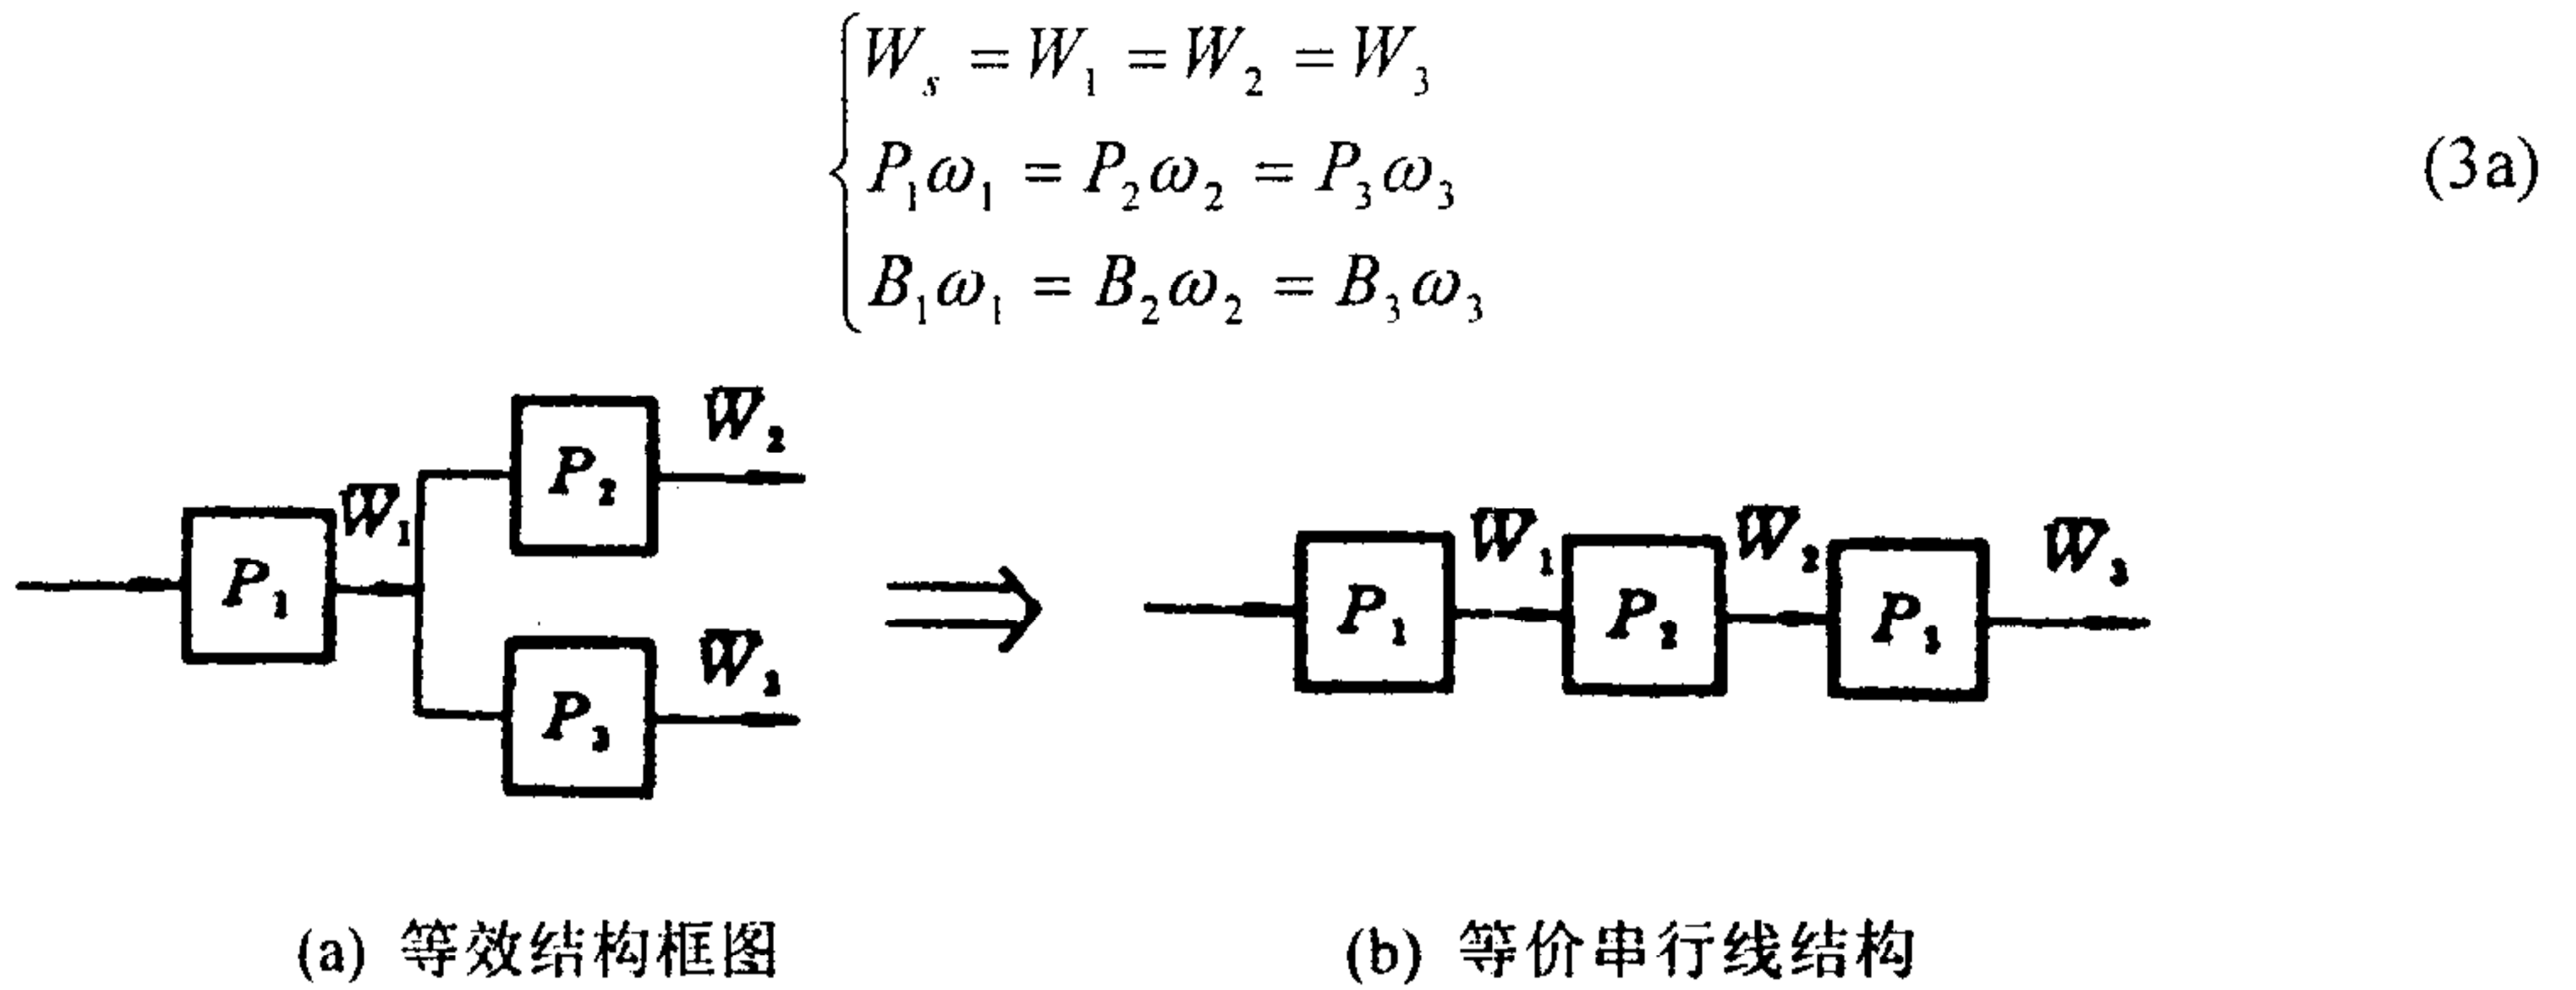 W_s = W_1 = W_2 = W_3
P_1ω_1 = P_2ω_2 = P_3ω_3
B_1ω_1 = B_2ω_2 = B_3ω_3
(3a)
W_2
P_2
W_1
P_1
W_3
P_3
W_1
W_2
W_3
P_1
P_2
P_3
(a) 等效结构框图
(b) 等价串行线结构